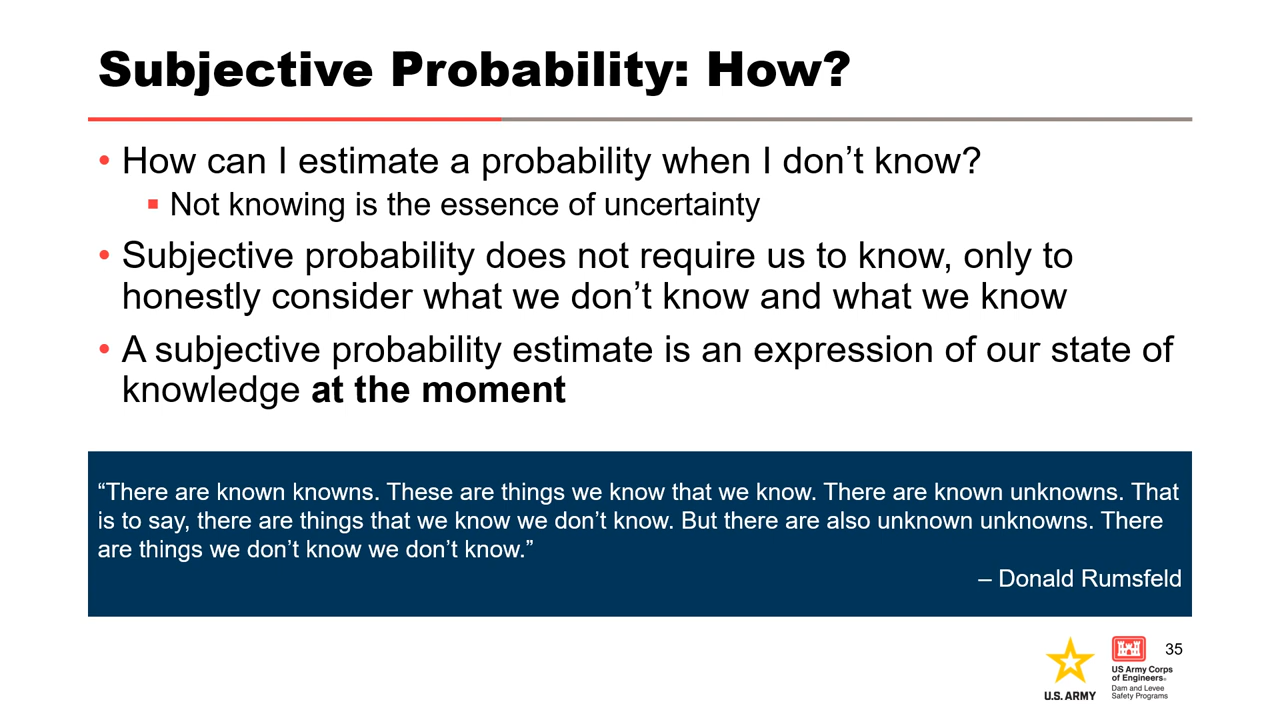 Subjective Probability: How?
• How can I estimate a probability when I don’t know?
▪ Not knowing is the essence of uncertainty
• Subjective probability does not require us to know, only to
honestly consider what we don’t know and what we know
• A subjective probability estimate is an expression of our state of
knowledge at the moment
“There are known knowns. These are things we know that we know. There are known unknowns. That
is to say, there are things that we know we don’t know. But there are also unknown unknowns. There
are things we don’t know we don’t know.”
– Donald Rumsfeld
35
U.S. ARMY
US Army Corps
of Engineers®
Dam and Levee
Safety Programs